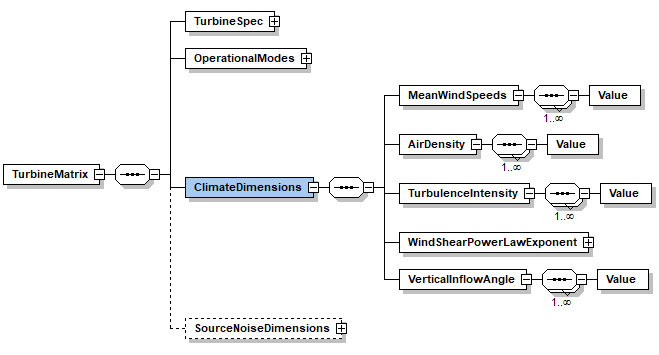 TurbineSpec
OperationalModes
MeanWindSpeeds
Value
1..∞
AirDensity
Value
1..∞
TurbineMatrix
ClimateDimensions
TurbulenceIntensity
Value
1..∞
WindShearPowerLawExponent
VerticalInflowAngle
Value
1..∞
SourceNoiseDimensions